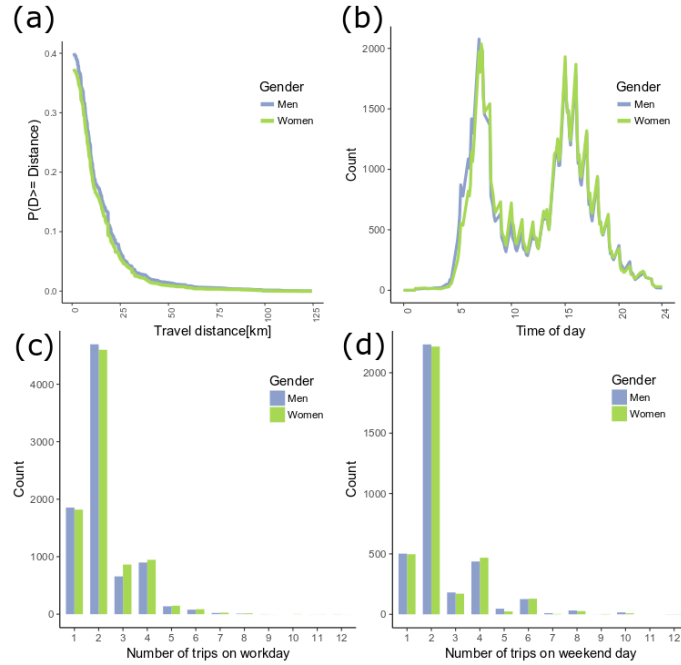 (a)
0.4
0.3
0.2
0.1
0.0
P(D>= Distance)
Gender
Men
Women
0
25
50
75
100
125
Travel distance[km]
(b)
2000
1500
1000
500
0
Count
Gender
Men
Women
0
5
10
15
20
24
Time of day
(c)
4000
3000
2000
1000
0
Count
Gender
Men
Women
1 2 3 4 5 6 7 8 9 10 11 12
Number of trips on workday
(d)
2000
1500
1000
500
0
Count
Gender
Men
Women
1 2 3 4 5 6 7 8 9 10 11 12
Number of trips on weekend day